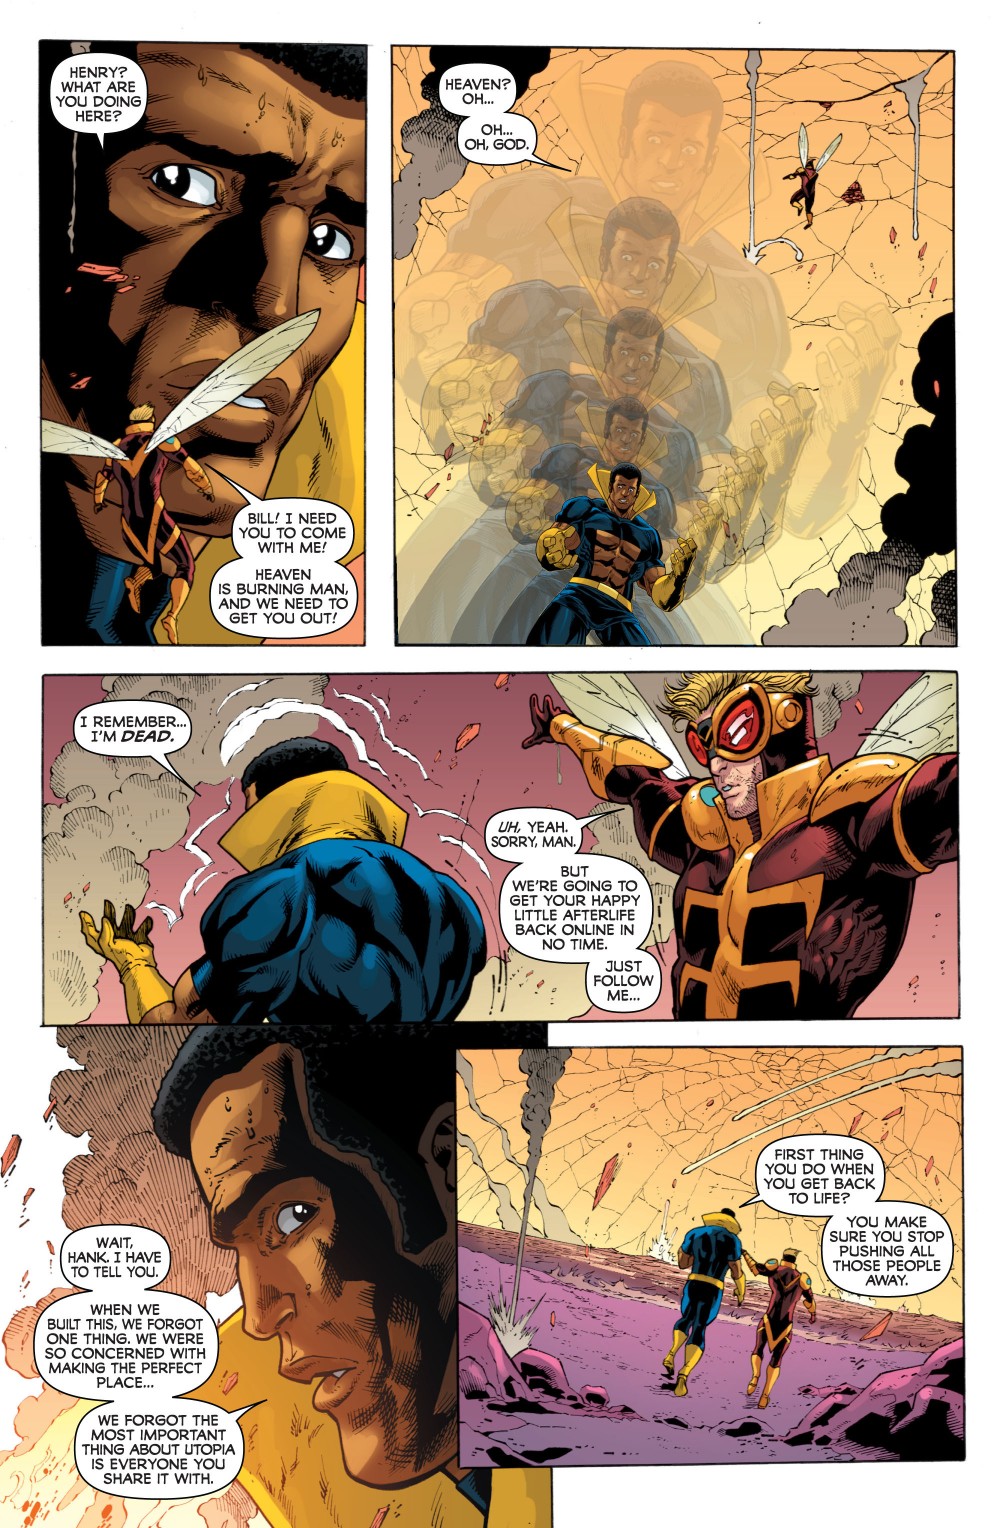 HENRY?
WHAT ARE
YOU DOING
HERE?
BILL! I NEED
YOU TO COME
WITH ME!
HEAVEN
IS BURNING MAN,
AND WE NEED TO
GET YOU OUT!
HEAVEN?
OH...
OH...
OH, GOD.
I REMEMBER...
I'M DEAD.
UH, YEAH.
SORRY, MAN.
BUT
WE'RE GOING TO
GET YOUR HAPPY
LITTLE AFTERLIFE
BACK ONLINE IN
NO TIME.
JUST
FOLLOW
ME...
WAIT,
HANK. I HAVE
TO TELL YOU.
WHEN WE
BUILT THIS, WE FORGOT
ONE THING. WE WERE
SO CONCERNED WITH
MAKING THE PERFECT
PLACE...
WE FORGOT THE
MOST IMPORTANT
THING ABOUT UTOPIA
IS EVERYONE YOU
SHARE IT WITH.
FIRST THING
YOU DO WHEN
YOU GET BACK
TO LIFE?
YOU MAKE
SURE YOU STOP
PUSHING ALL
THOSE PEOPLE
AWAY.